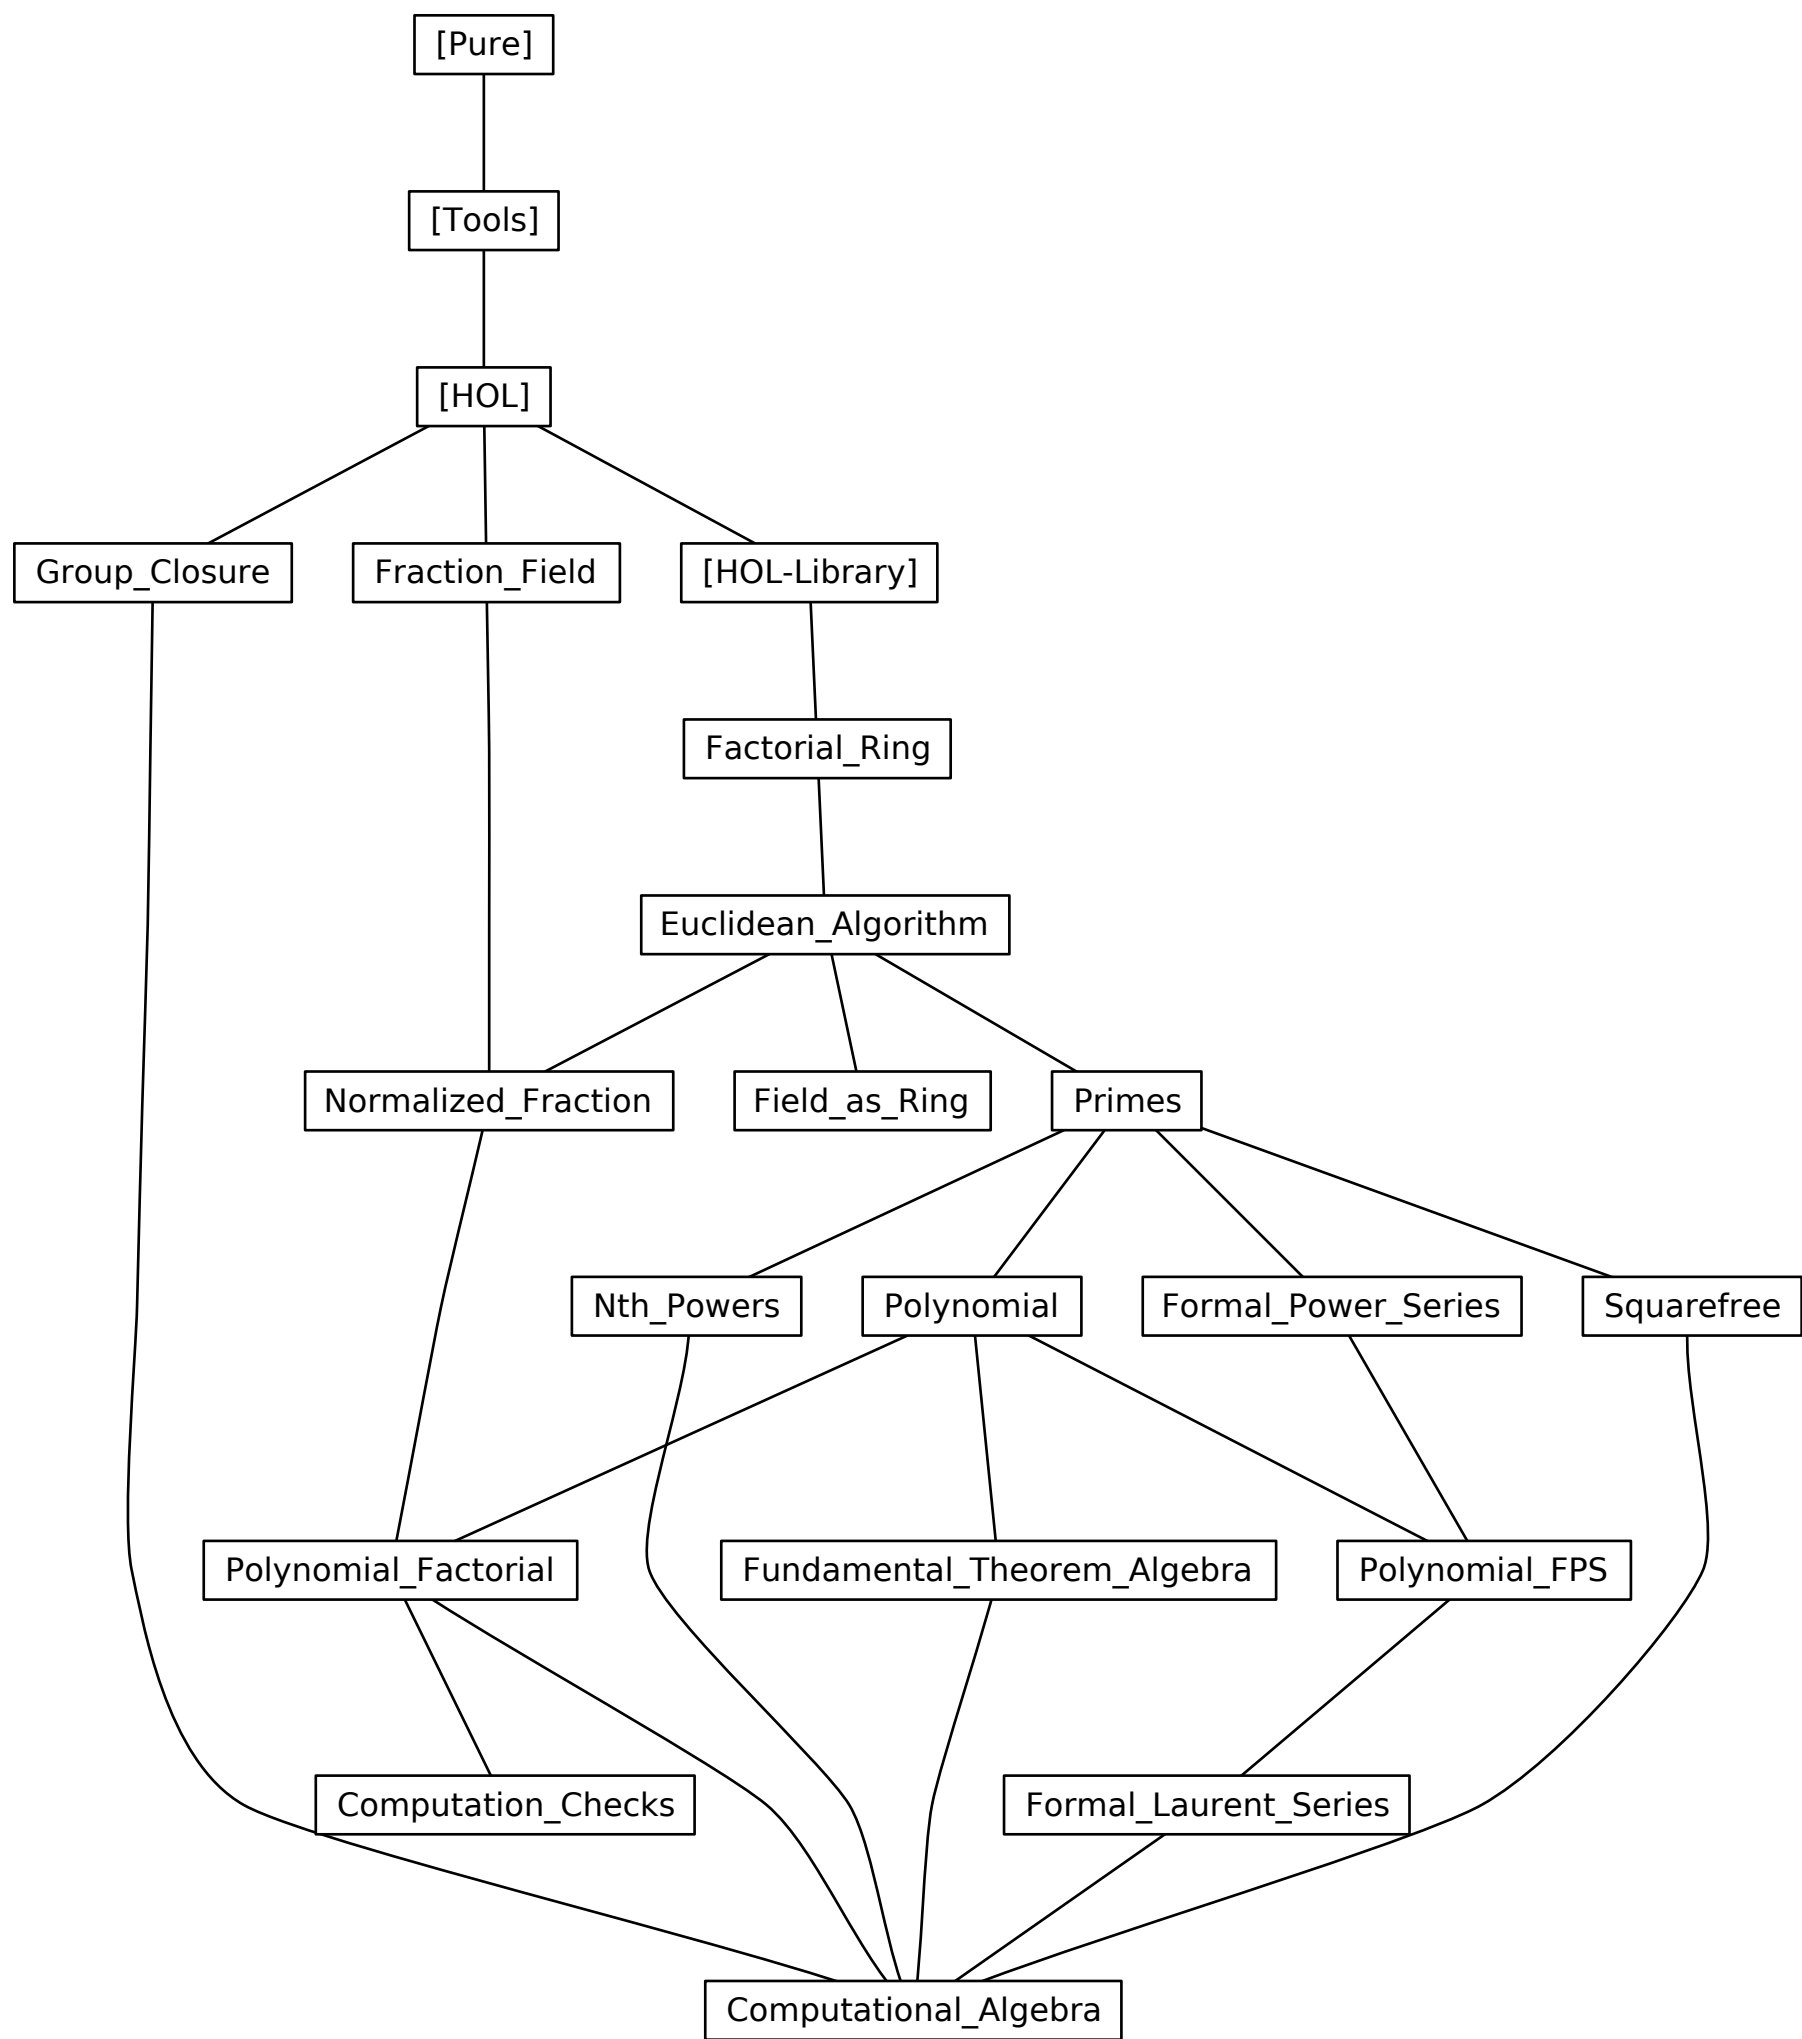 [Pure]
[Tools]
[HOL]
Group_Closure
Fraction_Field
[HOL-Library]
Factorial_Ring
Euclidean_Algorithm
Normalized_Fraction
Field_as_Ring
Primes
Nth_Powers
Polynomial
Formal_Power_Series
Squarefree
Polynomial_Factorial
Fundamental_Theorem_Algebra
Polynomial_FPS
Computation_Checks
Formal_Laurent_Series
Computational_Algebra